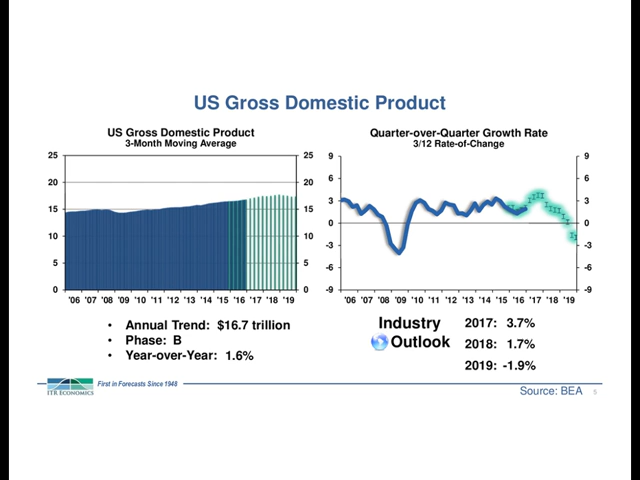 US Gross Domestic Product
US Gross Domestic Product
3-Month Moving Average
25 25
20 20
15 15
10 10
5 5
0 0
'06 '07 '08 '09 '10 '11 '12 '13 '14 '15 '16 '17 '18 '19
Quarter-over-Quarter Growth Rate
3/12 Rate-of-Change
9 9
6 6
3 3
0 0
-3 -3
-6 -6
-9 -9
'06 '07 '08 '09 '10 '11 '12 '13 '14 '15 '16 '17 '18 '19
• Annual Trend: $16.7 trillion
• Phase: B
• Year-over-Year: 1.6%
Industry
Outlook
2017: 3.7%
2018: 1.7%
2019: -1.9%
ITR ECONOMICS
First in Forecasts Since 1948
Source: BEA
5